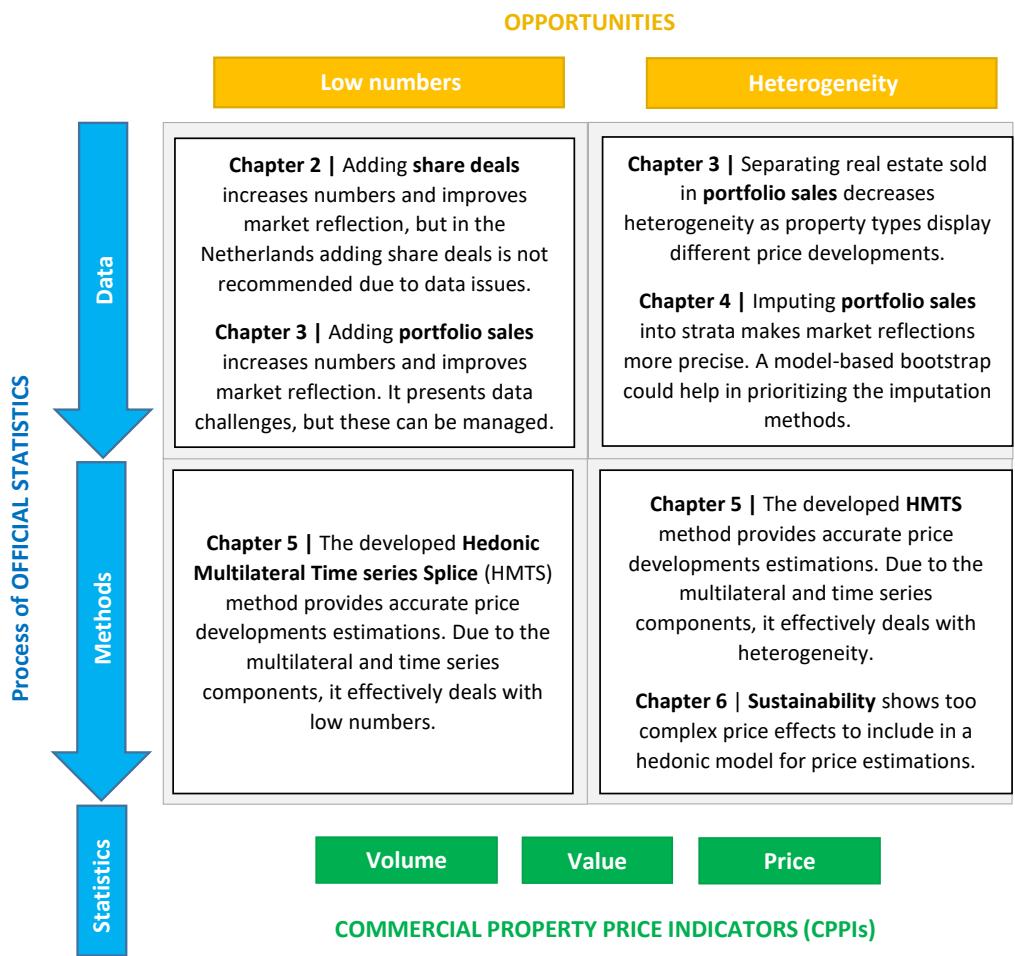 OPPORTUNITIES
Low numbers
Heterogeneity
Process of OFFICIAL STATISTICS
Data
Chapter 2 | Adding share deals
increases numbers and improves
market reflection, but in the
Netherlands adding share deals is not
recommended due to data issues.
Chapter 3 | Adding portfolio sales
increases numbers and improves
market reflection. It presents data
challenges, but these can be managed.
Chapter 3 | Separating real estate sold
in portfolio sales decreases
heterogeneity as property types display
different price developments.
Chapter 4 | Imputing portfolio sales
into strata makes market reflections
more precise. A model-based bootstrap
could help in prioritizing the imputation
methods.
Methods
Chapter 5 | The developed Hedonic
Multilateral Time series Splice (HMTS)
method provides accurate price
developments estimations. Due to the
multilateral and time series
components, it effectively deals with
low numbers.
Chapter 5 | The developed HMTS
method provides accurate price
developments estimations. Due to the
multilateral and time series
components, it effectively deals with
heterogeneity.
Chapter 6 | Sustainability shows too
complex price effects to include in a
hedonic model for price estimations.
Statistics
Volume
Value
Price
COMMERCIAL PROPERTY PRICE INDICATORS (CPPIs)